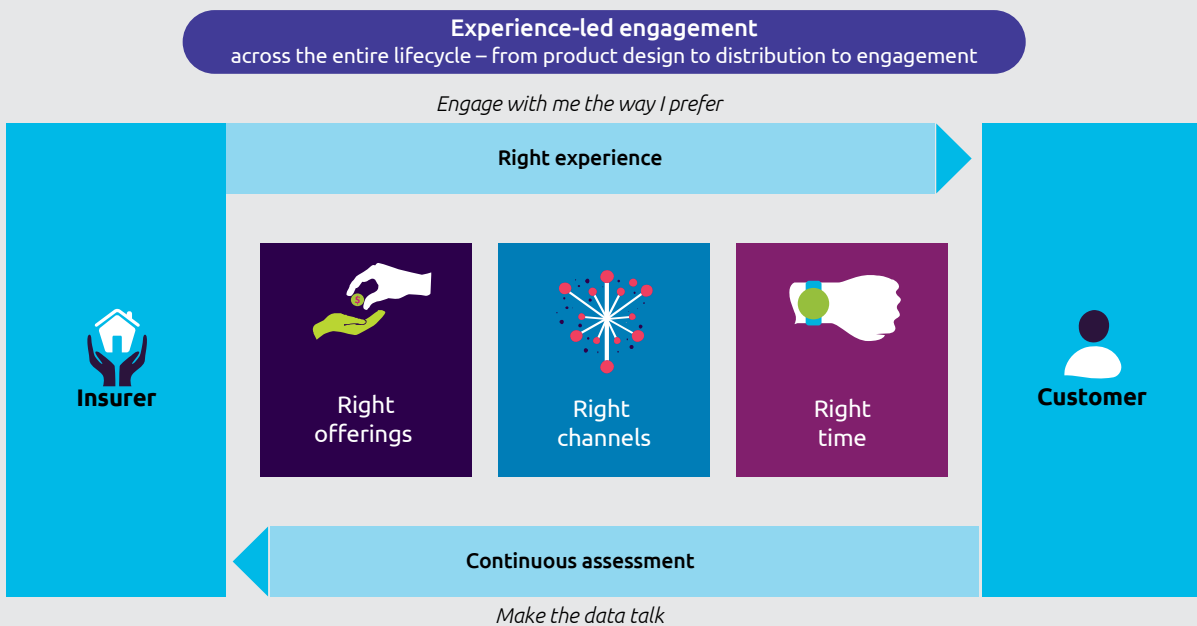 Experience-led engagement
across the entire lifecycle – from product design to distribution to engagement
Engage with me the way I prefer
Right experience
Insurer
$
Right
offerings
Right
channels
Right
time
Customer
Continuous assessment
Make the data talk